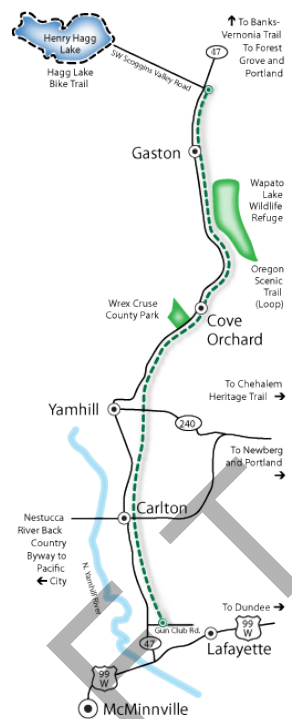 To Banks-
Vernonia Trail
To Forest
Grove and
Portland
47
Henry Hagg
Lake
Hagg Lake
Bike Trail
SW Scoggins Valley Road
Gaston
Wapato
Lake
Wildlife
Refuge
Oregon
Scenic
Trail
(Loop)
Wrex Cruse
County Park
Cove
Orchard
To Chehalem
Heritage Trail →
Yamhill
240
To Newberg
and Portland
→
Carlton
Nestucca
River Back
Country
Byway to
Pacific
← City
N. Yamhill River
To Dundee →
Gun Club Rd.
99
W
Lafayette
47
99
W
McMinnville